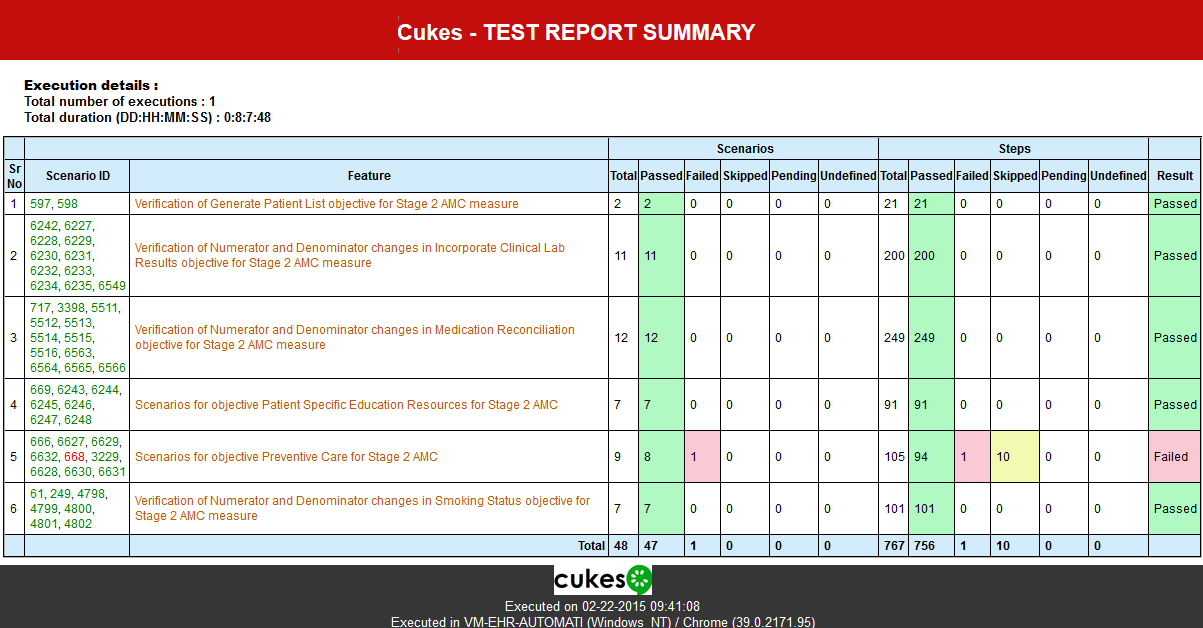 Cukes - TEST REPORT SUMMARY
Execution details :
Total number of executions : 1
Total duration (DD:HH:MM:SS) : 0:8:7:48
Scenarios Steps
Sr No Scenario ID Feature Total Passed Failed Skipped Pending Undefined Total Passed Failed Skipped Pending Undefined Result
1 597, 598 Verification of Generate Patient List objective for Stage 2 AMC measure 2 2 0 0 0 0 21 21 0 0 0 0 Passed
6242, 6227,
6228, 6229,
6230, 6231,
6232, 6233,
6234, 6235, 6549
2 Verification of Numerator and Denominator changes in Incorporate Clinical Lab
Results objective for Stage 2 AMC measure
11 11 0 0 0 0 200 200 0 0 0 0 Passed
717, 3398, 5511,
5512, 5513,
5514, 5515,
5516, 6563,
6564, 6565, 6566
3 Verification of Numerator and Denominator changes in Medication Reconciliation
objective for Stage 2 AMC measure
12 12 0 0 0 0 249 249 0 0 0 0 Passed
669, 6243, 6244,
6245, 6246,
6247, 6248
4 Scenarios for objective Patient Specific Education Resources for Stage 2 AMC 7 7 0 0 0 0 91 91 0 0 0 0 Passed
666, 6627, 6629,
6632, 668, 3229,
6628, 6630, 6631
5 Scenarios for objective Preventive Care for Stage 2 AMC 9 8 1 0 0 0 105 94 1 10 0 0 Failed
61, 249, 4798,
4799, 4800,
4801, 4802
6 Verification of Numerator and Denominator changes in Smoking Status objective for
Stage 2 AMC measure
7 7 0 0 0 0 101 101 0 0 0 0 Passed
Total 48 47 1 0 0 0 767 756 1 10 0 0
cukes
Executed on 02-22-2015 09:41:08
Executed in VM-EHR-AUTOMATI (Windows NT) / Chrome (39.0.2171.95)